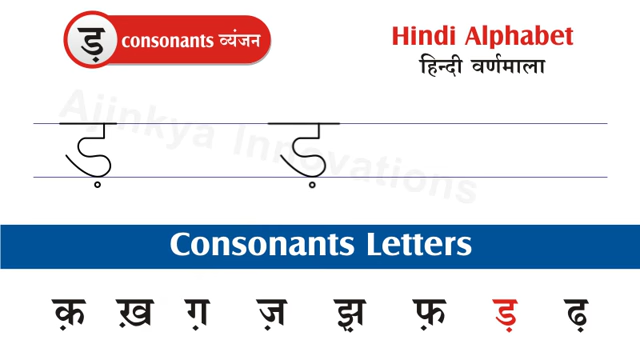 ड़ consonants व्यंजन
Hindi Alphabet
हिन्दी वर्णमाला
ड़ ड़
Ajinkya Innovations
Consonants Letters
क़ ख़ ग़ ज़ झ़ फ़ ड़ ढ़